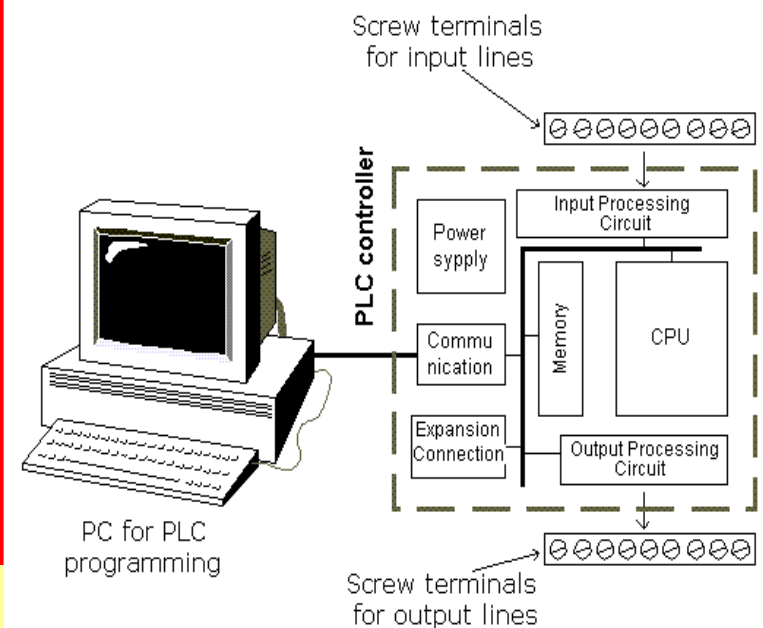 Screw terminals
for input lines
PLC controller
Input Processing
Circuit
Power
sypply
Memory
CPU
Commu
nication
Expansion
Connection
Output Processing
Circuit
PC for PLC
programming
Screw terminals
for output lines